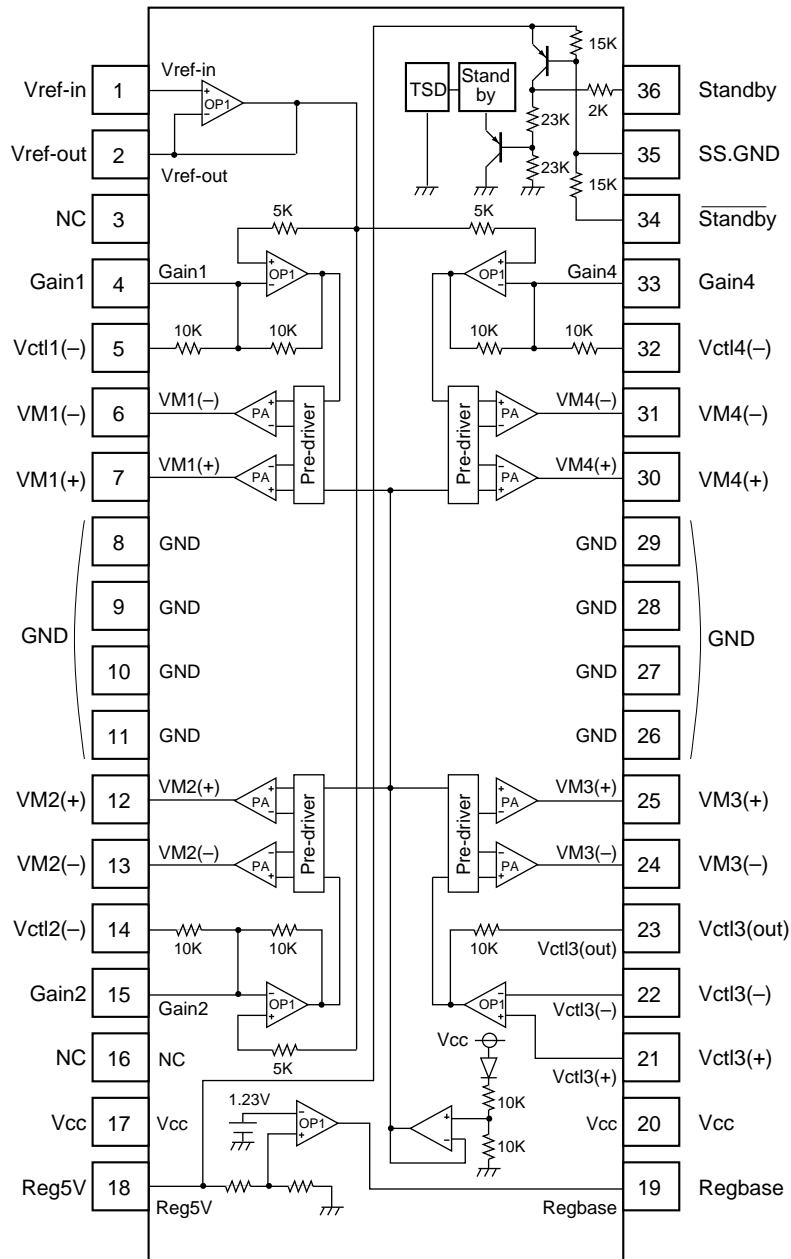 15K
Vref-in 1 Vref-in + OP1 − TSD Stand by 2K 36 Standby
23K
Vref-out 2 Vref-out 23K 35 SS.GND
15K
NC 3 5K 5K 34 Standby
Gain1 4 Gain1 + OP1 − + OP1 − Gain4 33 Gain4
Vctl1(–) 5 10K 10K 10K 10K 32 Vctl4(–)
VM1(–) 6 VM1(–) PA + − Pre-driver Pre-driver + − PA VM4(–) 31 VM4(–)
VM1(+) 7 VM1(+) PA − + − + PA VM4(+) 30 VM4(+)
8 GND GND 29
9 GND GND 28
GND GND
10 GND GND 27
11 GND GND 26
VM2(+) 12 VM2(+) PA + − Pre-driver Pre-driver + − PA VM3(+) 25 VM3(+)
VM2(–) 13 VM2(–) PA − + − + PA VM3(–) 24 VM3(–)
Vctl2(–) 14 10K 10K 10K Vctl3(out) 23 Vctl3(out)
Gain2 15 Gain2 − OP1 + OP1 − + Vctl3(–) 22 Vctl3(–)
NC 16 NC 5K Vcc Vctl3(+) 21 Vctl3(+)
10K
Vcc 17 Vcc 1.23V − OP1 + + − 10K Vcc 20 Vcc
Reg5V 18 Reg5V Regbase 19 Regbase